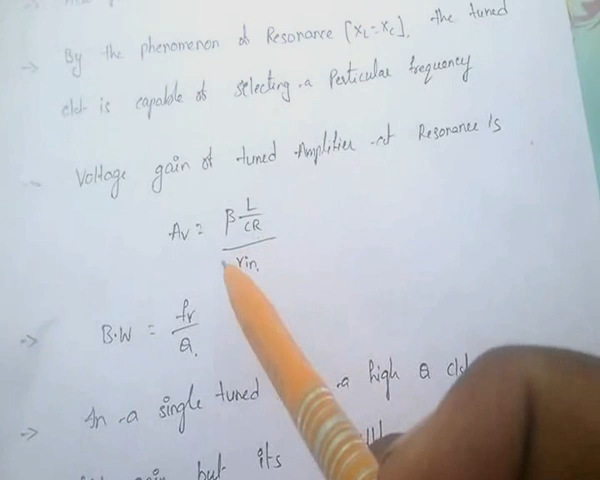 → By the phenomenon of Resonance [XL=XC], the tuned
ckt is capable of selecting a Perticular frequency
→ Voltage gain of tuned Amplifier at Resonance is
Av = β L/CR / rin.
→ B.W = fr/Q.
→ In a single tuned a high Q ckt
but its